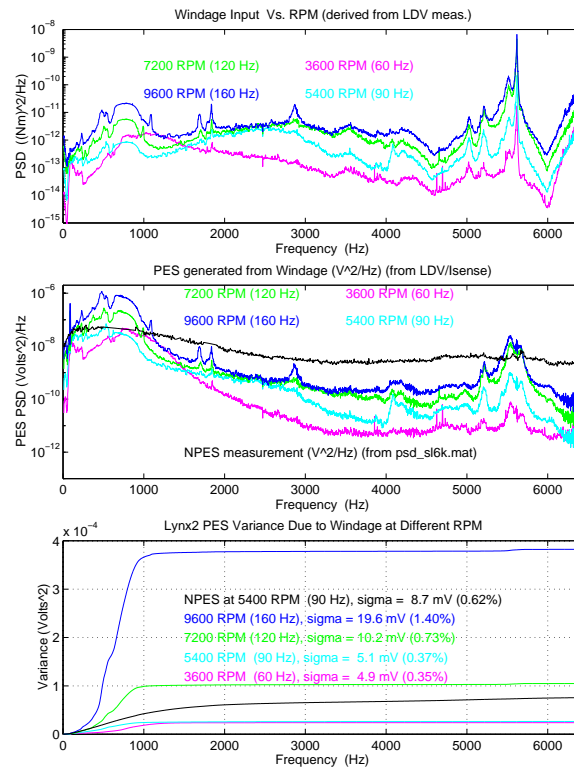 Windage Input  Vs. RPM (derived from LDV meas.)
10^-8
10^-9
10^-10
10^-11
10^-12
10^-13
10^-14
10^-15
PSD  ((Nm)^2/Hz
7200 RPM (120 Hz)
3600 RPM (60 Hz)
9600 RPM (160 Hz)
5400 RPM (90 Hz)
0 1000 2000 3000 4000 5000 6000
Frequency  (Hz)
PES generated from Windage (V^2/Hz) (from LDV/Isense)
10^-6
10^-8
10^-10
10^-12
PES PSD (Volts^2)/Hz
7200 RPM (120 Hz)
3600 RPM (60 Hz)
9600 RPM (160 Hz)
5400 RPM (90 Hz)
NPES measurement (V^2/Hz) (from psd_sl6k.mat)
0 1000 2000 3000 4000 5000 6000
Frequency  (Hz)
x 10^-4
Lynx2 PES Variance Due to Windage at Different RPM
4
3
2
1
0
Variance (Volts^2)
NPES at 5400 RPM  (90 Hz), sigma =  8.7 mV (0.62%)
9600 RPM (160 Hz), sigma = 19.6 mV (1.40%)
7200 RPM (120 Hz), sigma = 10.2 mV (0.73%)
5400 RPM  (90 Hz), sigma =  5.1 mV (0.37%)
3600 RPM  (60 Hz), sigma =  4.9 mV (0.35%)
0 1000 2000 3000 4000 5000 6000
Frequency  (Hz)